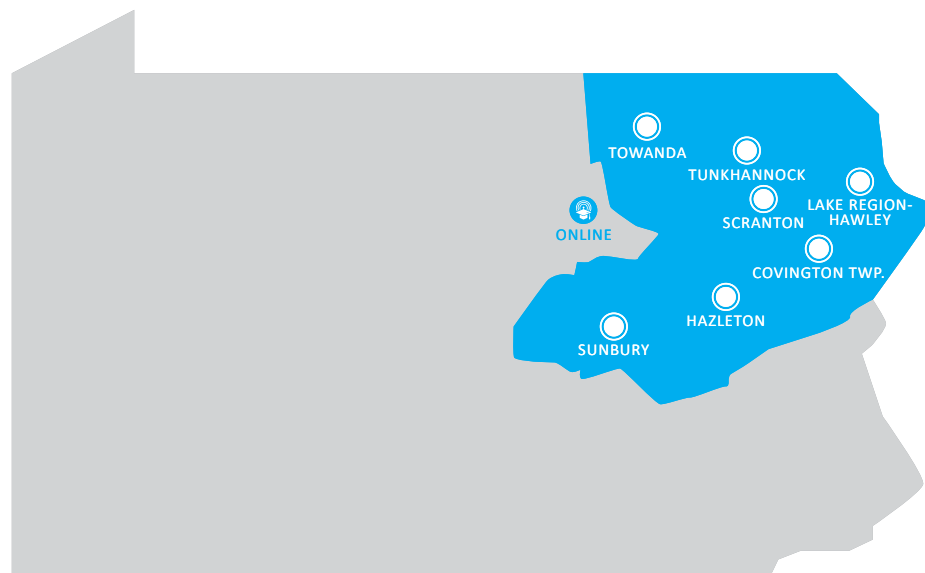 TOWANDA
TUNKHANNOCK
LAKE REGION-
HAWLEY
SCRANTON
ONLINE
COVINGTON TWP.
HAZLETON
SUNBURY